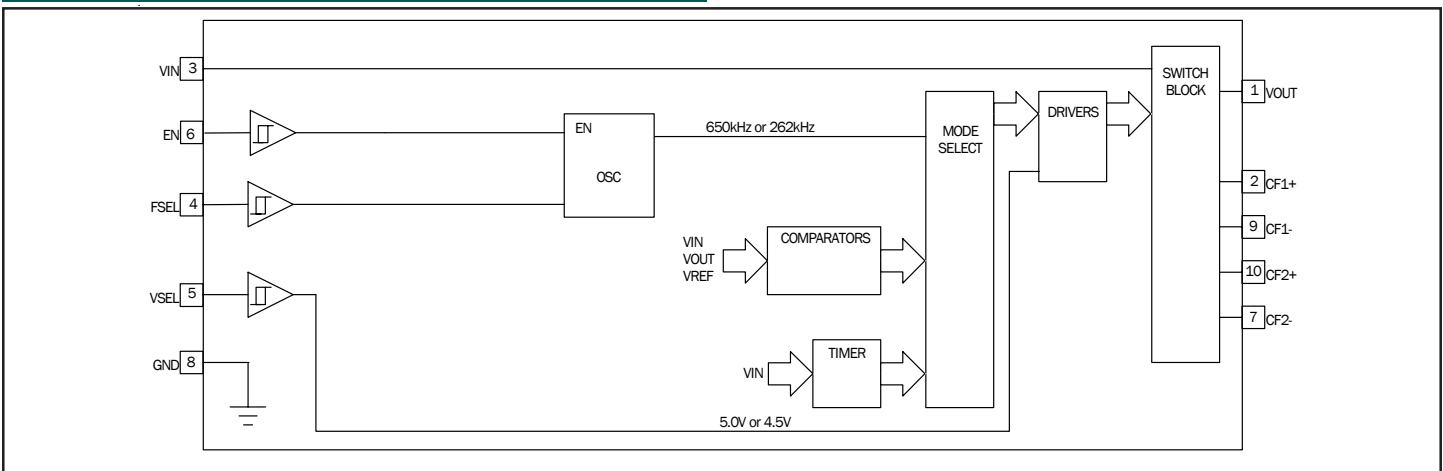 VIN 3
EN 6
FSEL 4
VSEL 5
GND 8
EN
OSC
650kHz or 262kHz
VIN
VOUT
VREF
COMPARATORS
VIN
TIMER
5.0V or 4.5V
MODE
SELECT
DRIVERS
SWITCH
BLOCK
1 VOUT
2 CF1+
9 CF1-
10 CF2+
7 CF2-